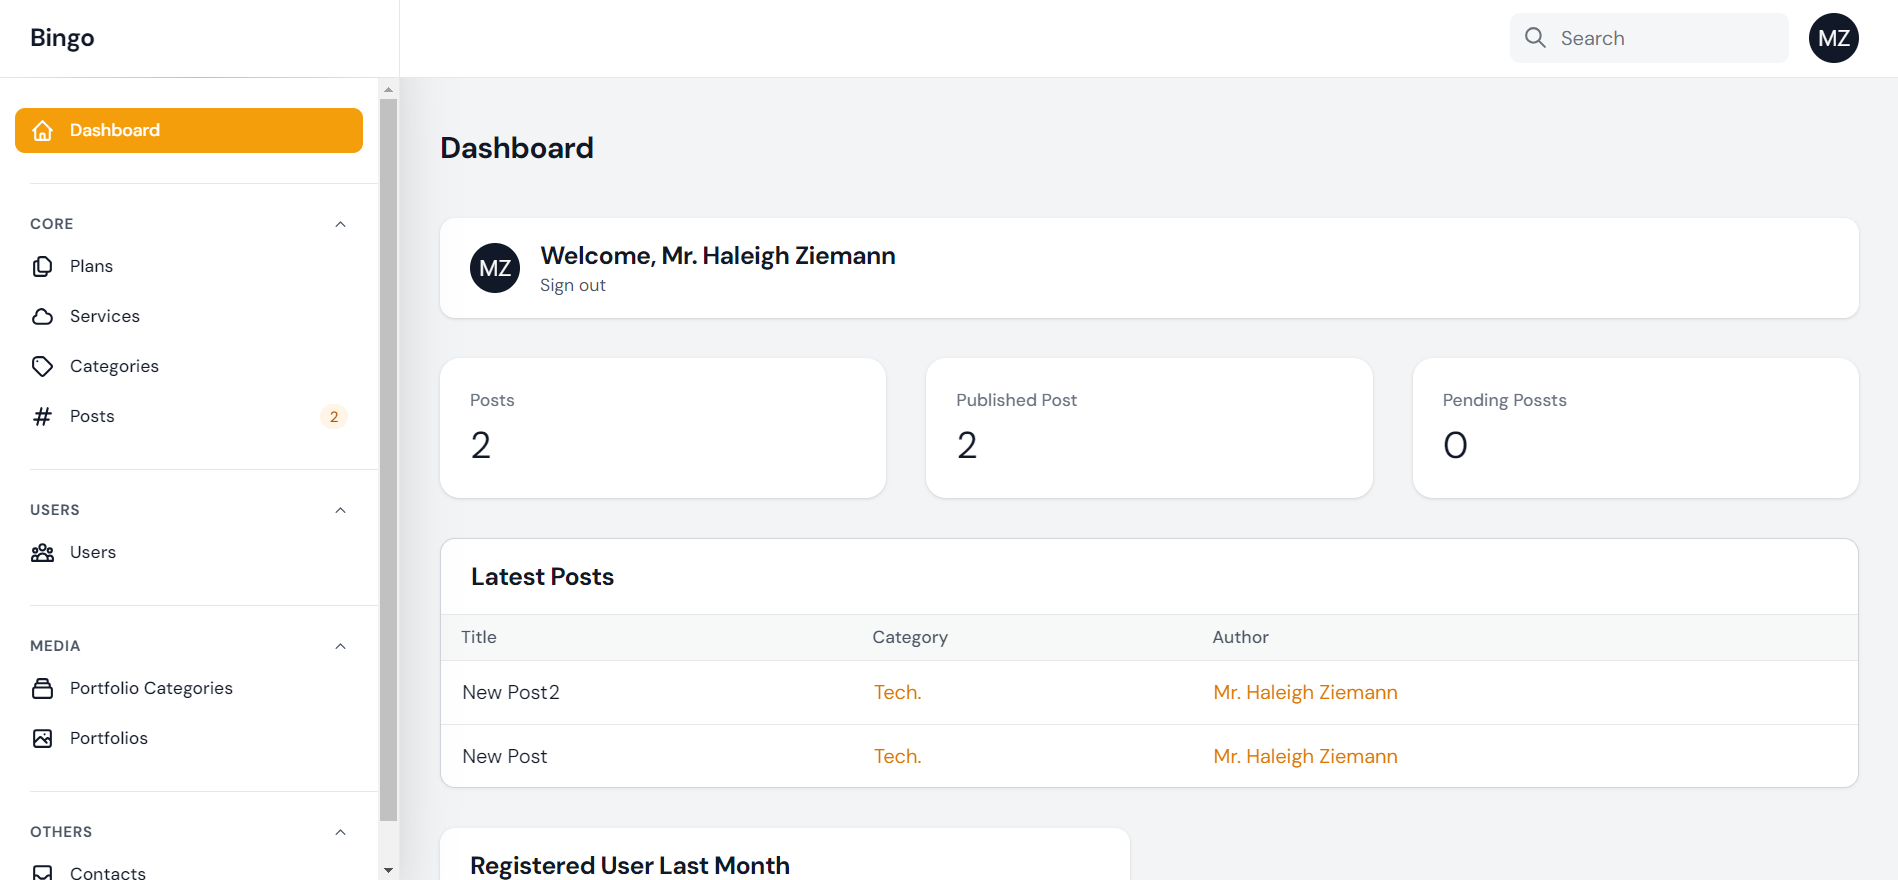 Bingo
Search
MZ
Dashboard
CORE
Plans
Services
Categories
Posts 2
USERS
Users
MEDIA
Portfolio Categories
Portfolios
OTHERS
Contacts
Dashboard
MZ
Welcome, Mr. Haleigh Ziemann
Sign out
Posts
2
Published Post
2
Pending Possts
0
Latest Posts
Title Category Author
New Post2 Tech. Mr. Haleigh Ziemann
New Post Tech. Mr. Haleigh Ziemann
Registered User Last Month